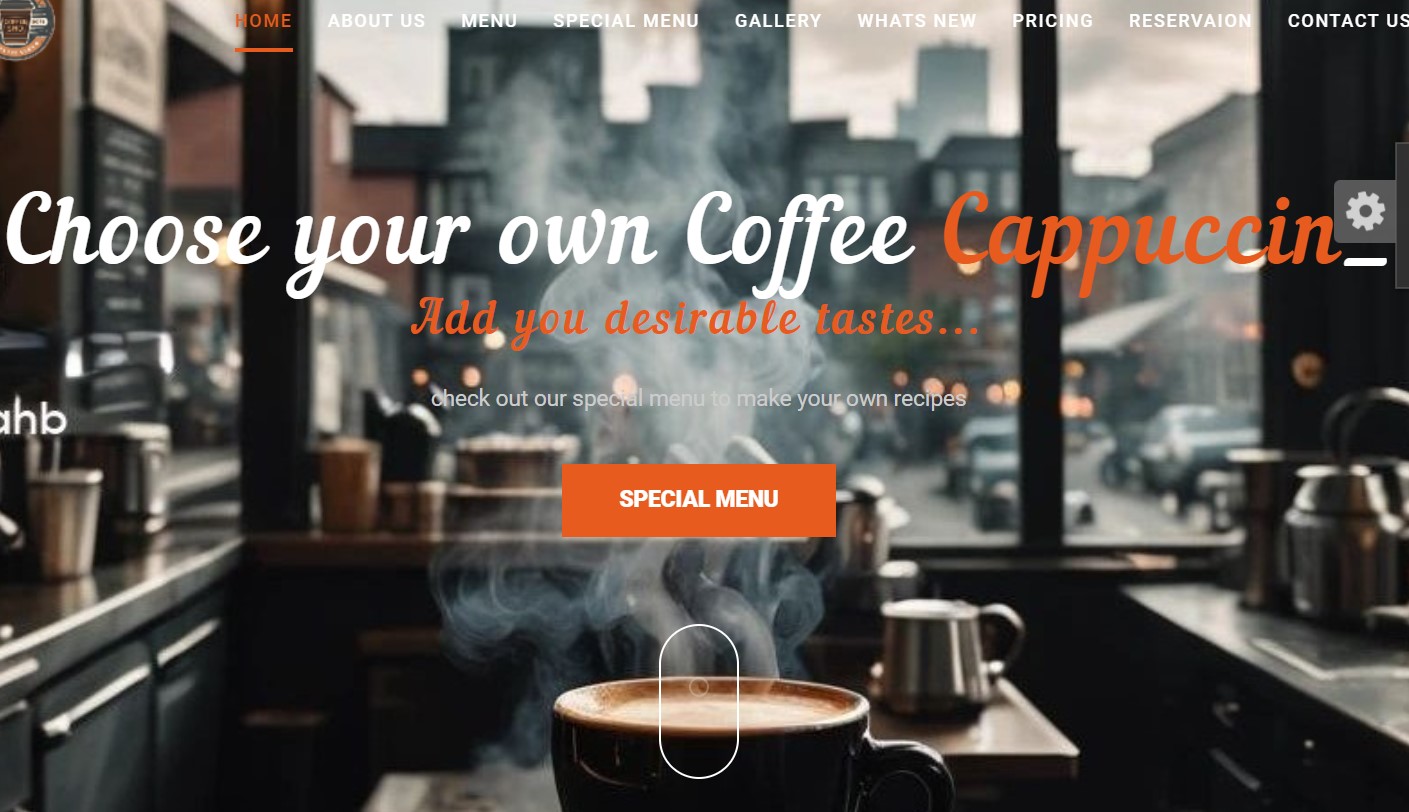 HOME ABOUT US MENU SPECIAL MENU GALLERY WHATS NEW PRICING RESERVAION CONTACT US
Choose your own Coffee Cappuccin_
Add you desirable tastes...
check out our special menu to make your own recipes
ahb
SPECIAL MENU